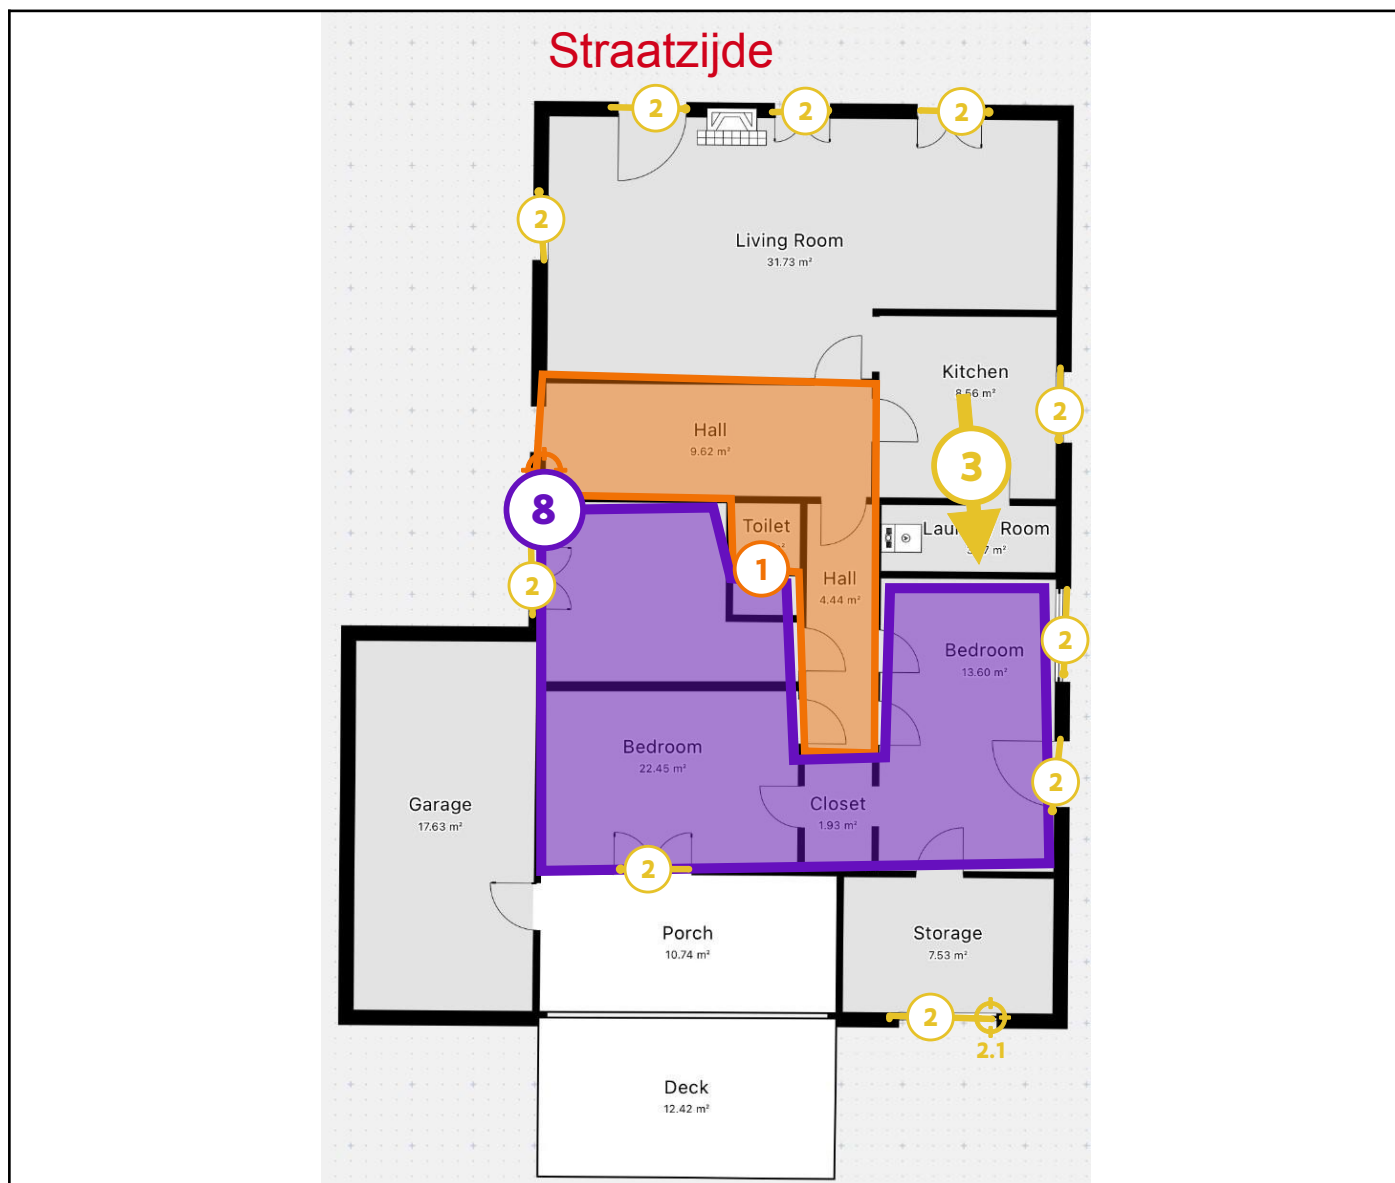 Straatzijde
2
2
2
2
Living Room
31.73 m²
Kitchen
8.56 m²
2
Hall
9.62 m²
3
8
Toilet
1
Room
2
Hall
4.44 m²
Bedroom
13.60 m²
2
Bedroom
22.45 m²
2
Garage
17.63 m²
Closet
1.93 m²
2
Porch
10.74 m²
Storage
7.53 m²
2
2.1
Deck
12.42 m²